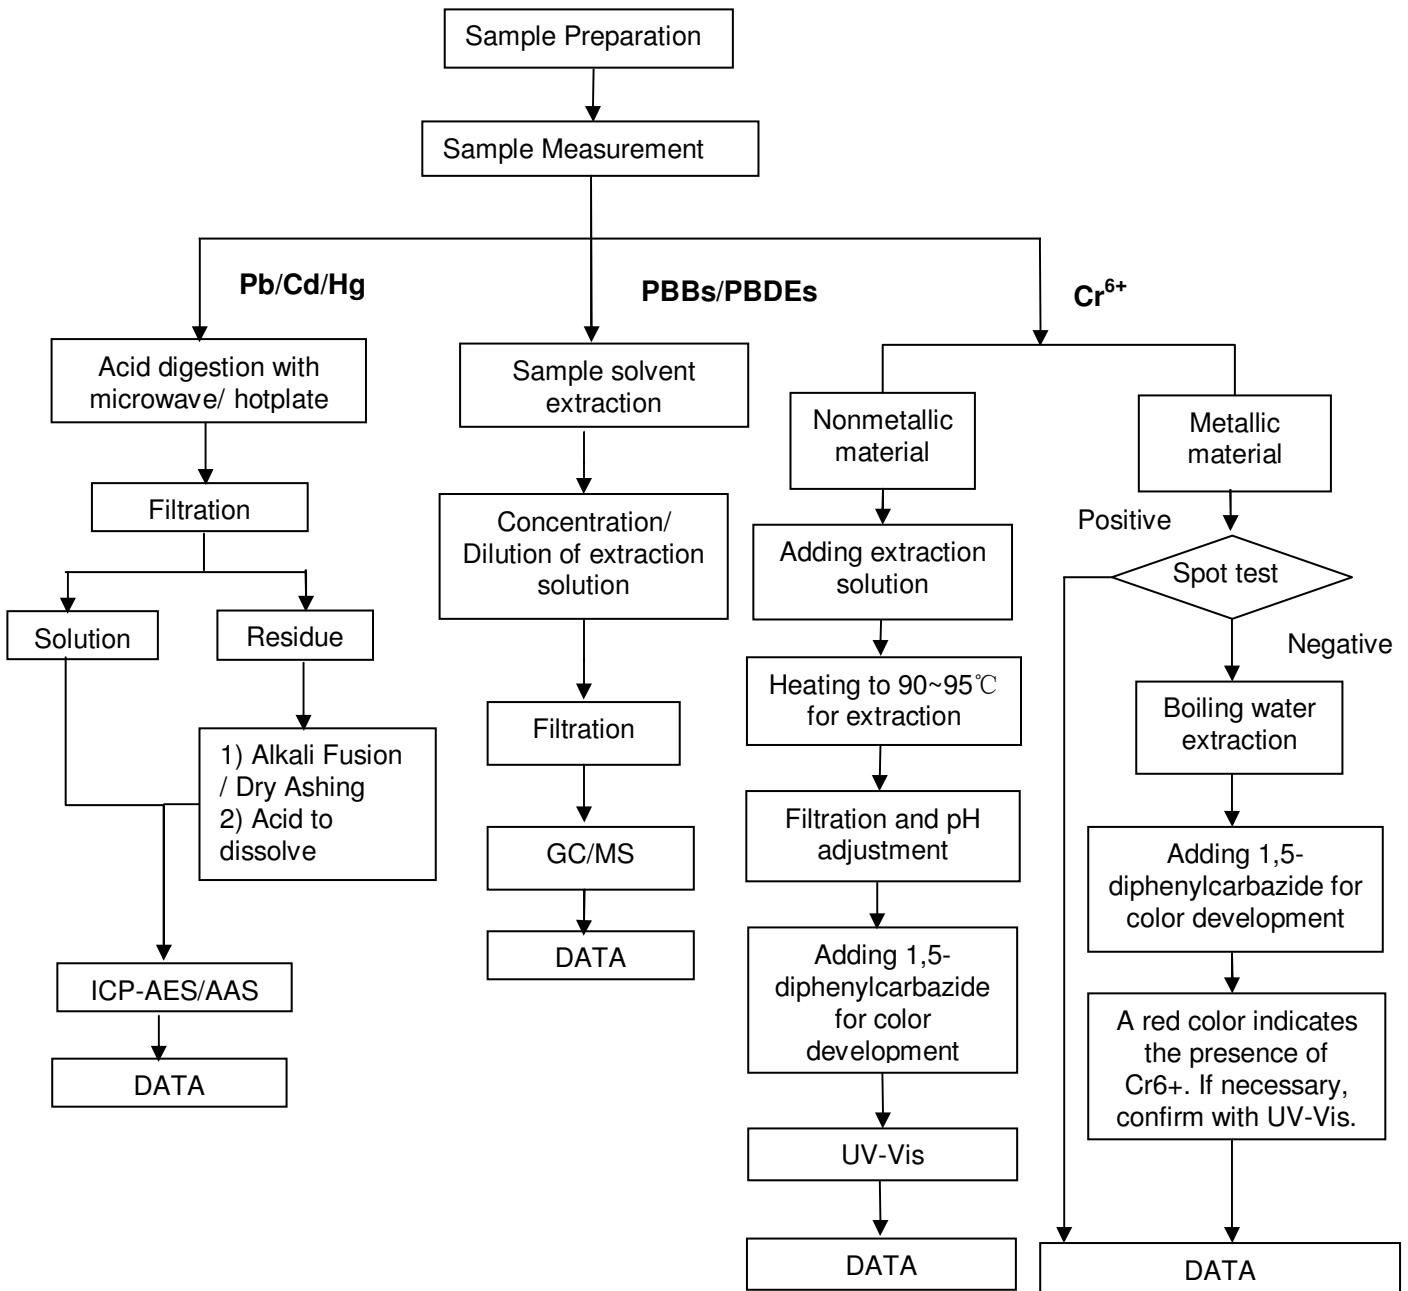 Sample Preparation
Sample Measurement
Pb/Cd/Hg
PBBs/PBDEs
Cr6+
Acid digestion with
microwave/ hotplate
Filtration
Solution
Residue
1) Alkali Fusion
/ Dry Ashing
2) Acid to
dissolve
ICP-AES/AAS
DATA
Sample solvent
extraction
Concentration/
Dilution of extraction
solution
Filtration
GC/MS
DATA
Nonmetallic
material
Adding extraction
solution
Heating to 90~95℃
for extraction
Filtration and pH
adjustment
Adding 1,5-
diphenylcarbazide
for color
development
UV-Vis
DATA
Metallic
material
Positive
Spot test
Negative
Boiling water
extraction
Adding 1,5-
diphenylcarbazide for
color development
A red color indicates
the presence of
Cr6+. If necessary,
confirm with UV-Vis.
DATA